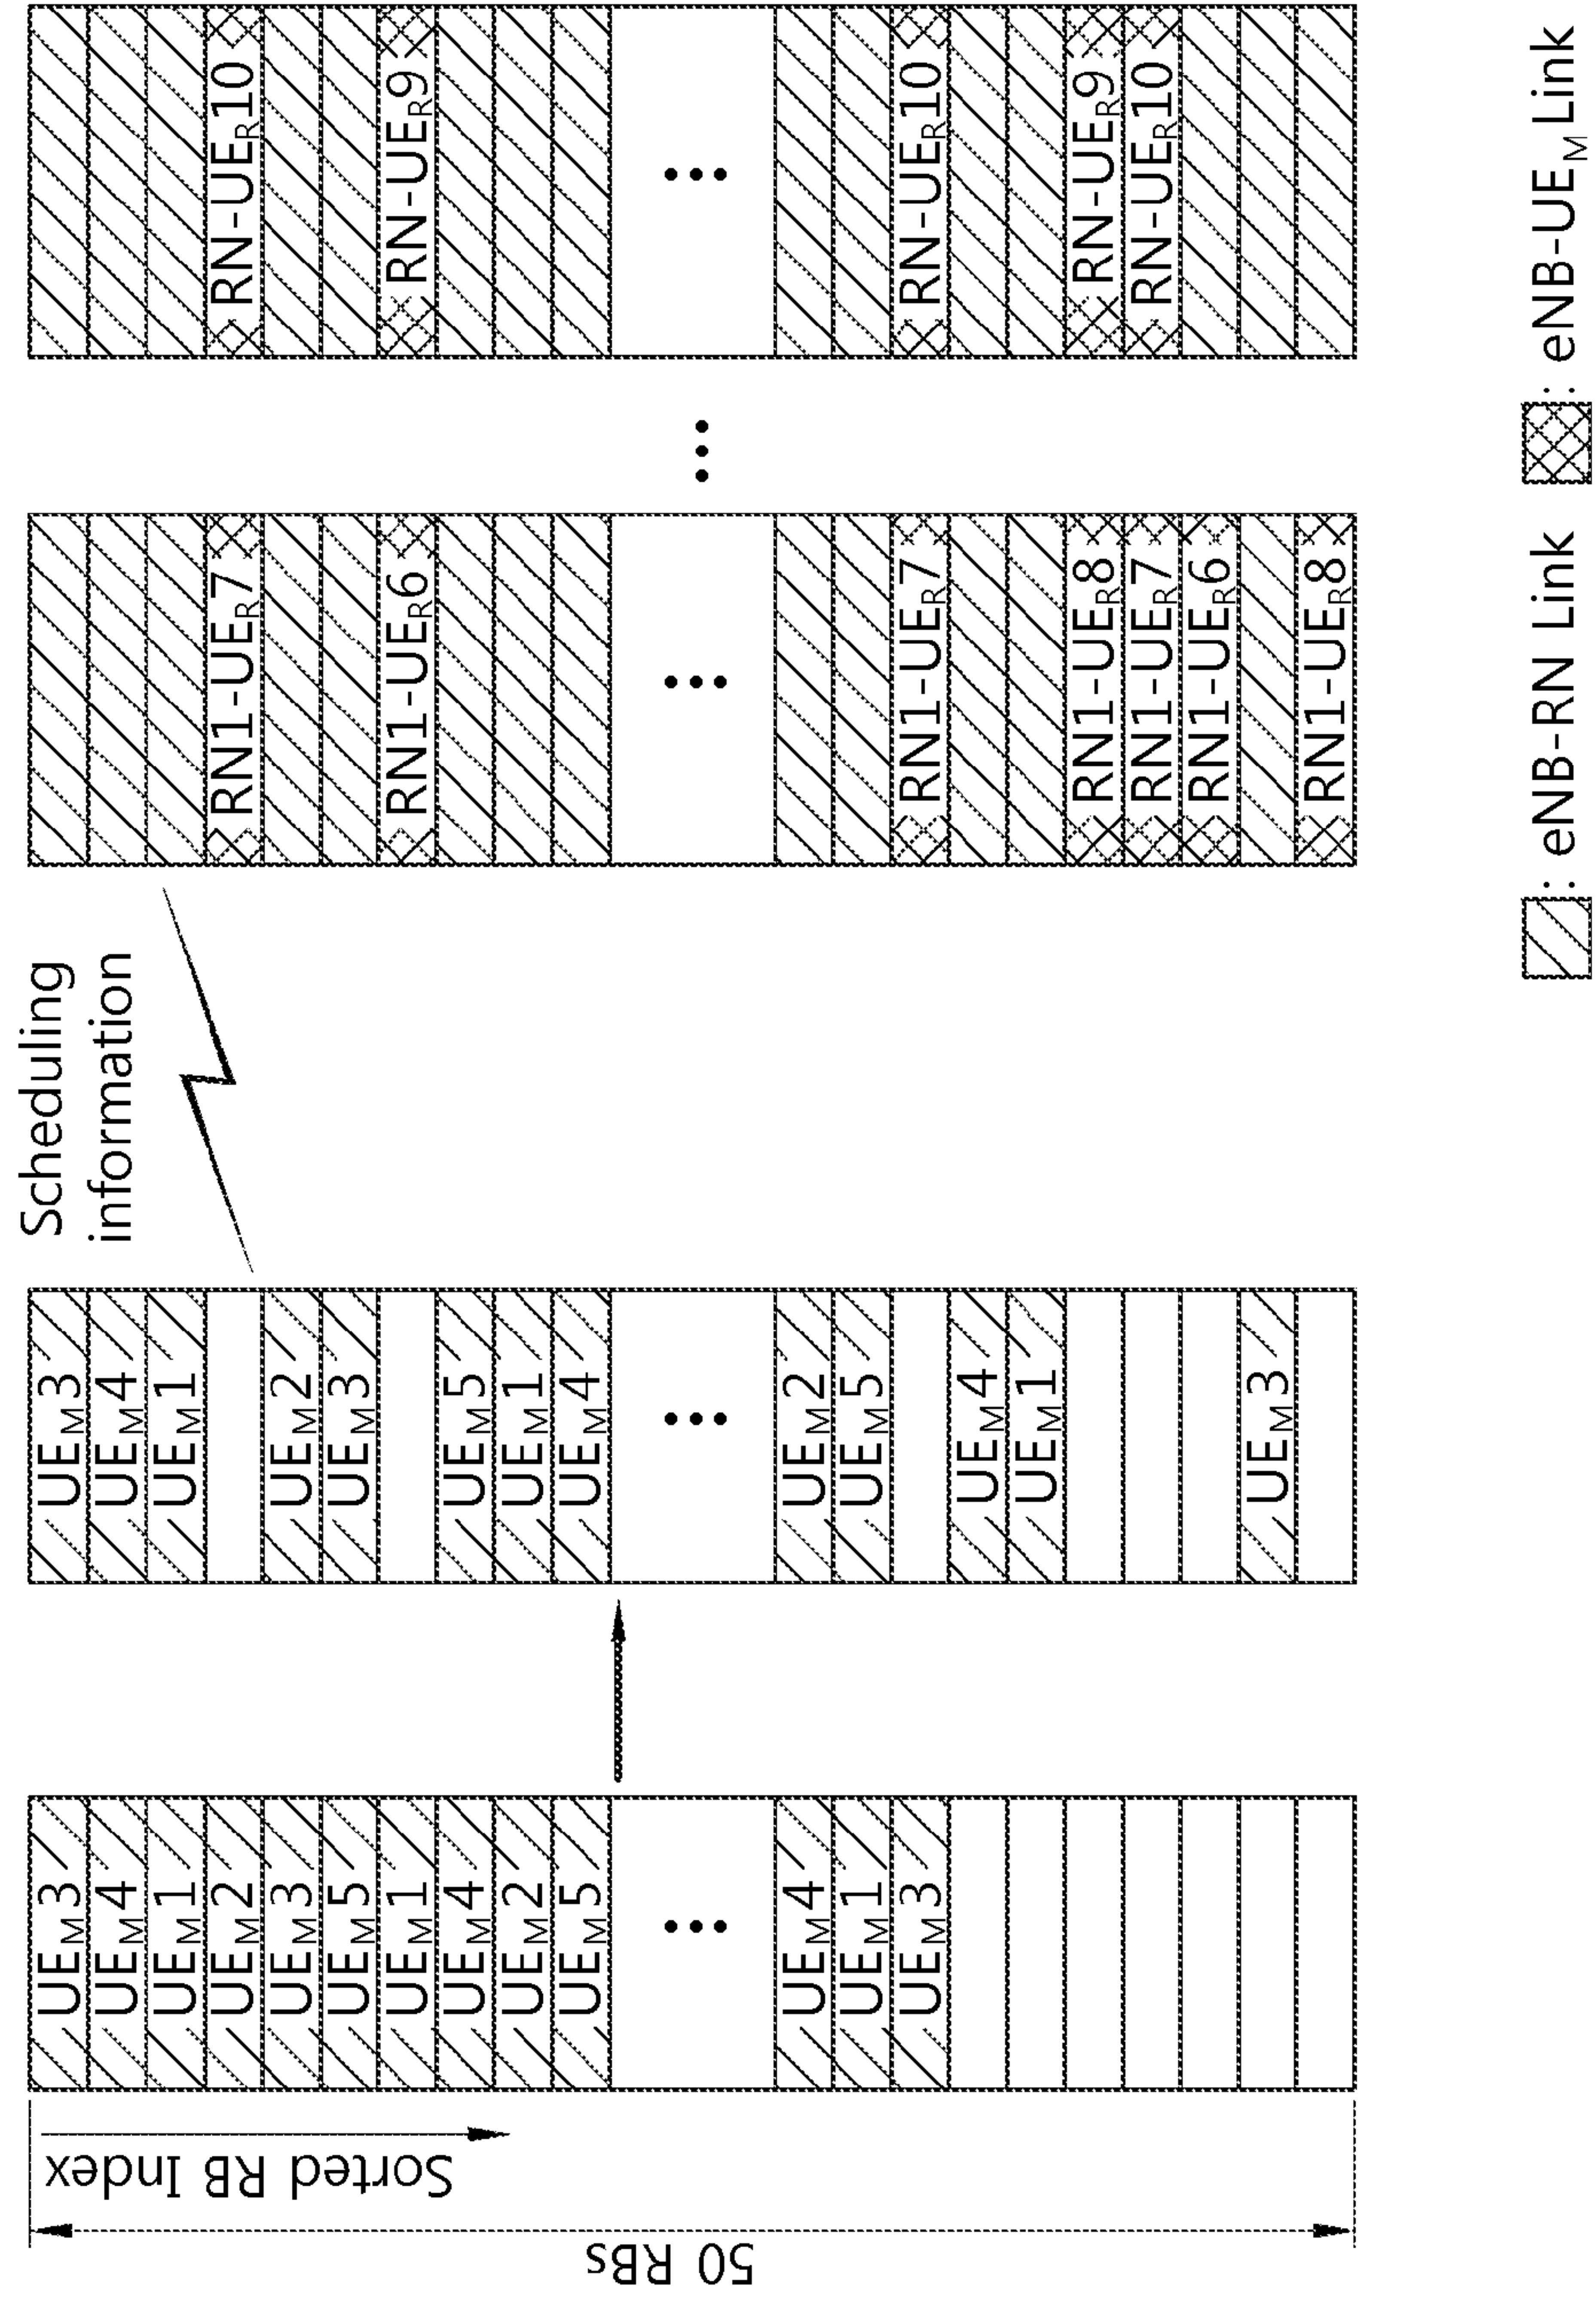 50 RBs
Sorted RB Index
UEM3
UEM4
UEM1
UEM2
UEM3
UEM5
UEM1
UEM4
UEM2
UEM5
...
UEM4
UEM1
UEM3
UEM3
UEM4
UEM1
UEM2
UEM3
UEM5
UEM1
UEM4
...
UEM2
UEM5
UEM4
UEM1
UEM3
Scheduling
information
RN1-UER7
RN1-UER6
...
RN1-UER7
RN1-UER8
RN1-UER7
RN1-UER6
RN1-UER8
...
RN-UER10
RN-UER9
...
RN-UER10
RN-UER9
RN-UER10
: eNB-RN Link
: eNB-UEM Link